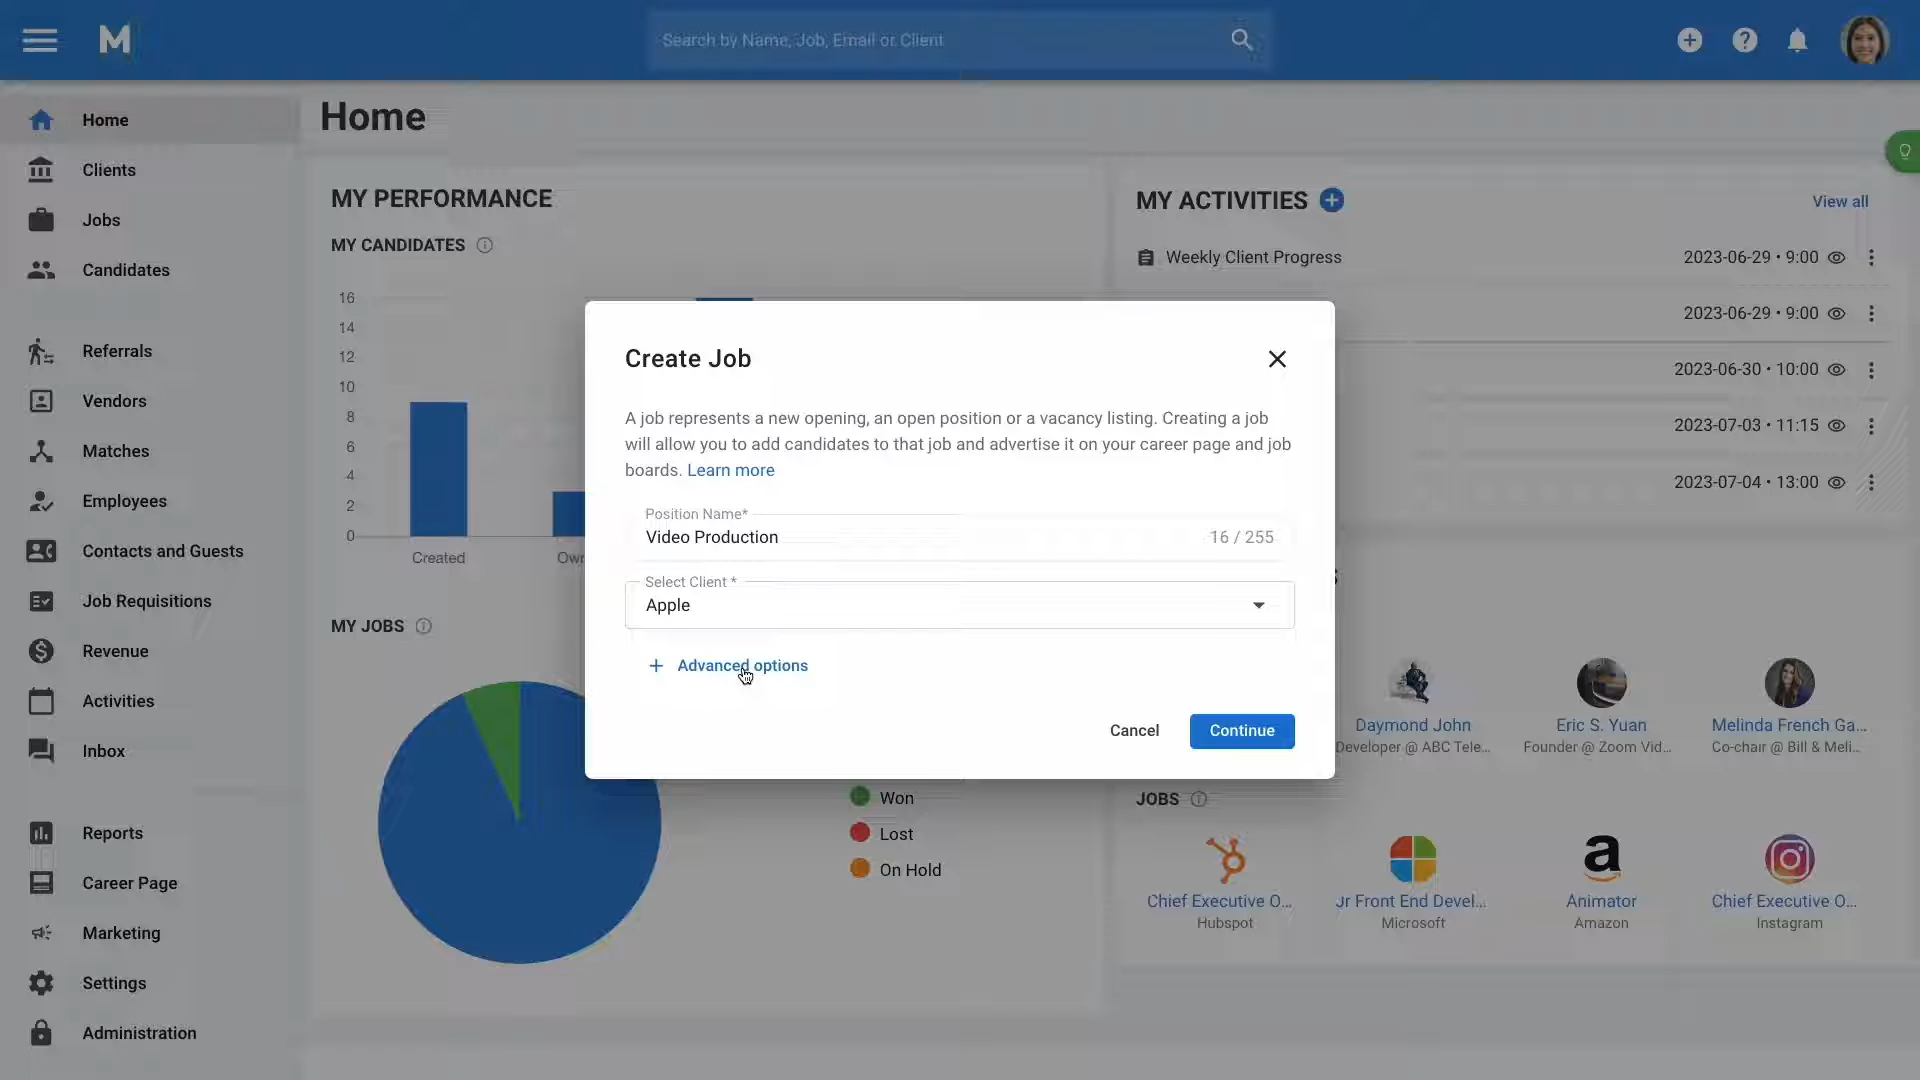 M
Search by Name, Job, Email or Client
Home
Clients
Jobs
Candidates
Referrals
Vendors
Matches
Employees
Contacts and Guests
Job Requisitions
Revenue
Activities
Inbox
Reports
Career Page
Marketing
Settings
Administration
Home
MY PERFORMANCE
MY CANDIDATES
16
14
12
10
8
6
4
2
0
Created
Own
MY JOBS
Won
Lost
On Hold
MY ACTIVITIES
View all
Weekly Client Progress
2023-06-29 • 9:00
2023-06-29 • 9:00
2023-06-30 • 10:00
2023-07-03 • 11:15
2023-07-04 • 13:00
Create Job
A job represents a new opening, an open position or a vacancy listing. Creating a job
will allow you to add candidates to that job and advertise it on your career page and job
boards. Learn more
Position Name*
Video Production
16 / 255
Select Client *
Apple
Advanced options
Cancel
Continue
S
Daymond John
Developer @ ABC Tele...
Eric S. Yuan
Founder @ Zoom Vid...
Melinda French Ga...
Co-chair @ Bill & Meli...
JOBS
Chief Executive O...
Hubspot
Jr Front End Devel...
Microsoft
a
Animator
Amazon
Chief Executive O...
Instagram